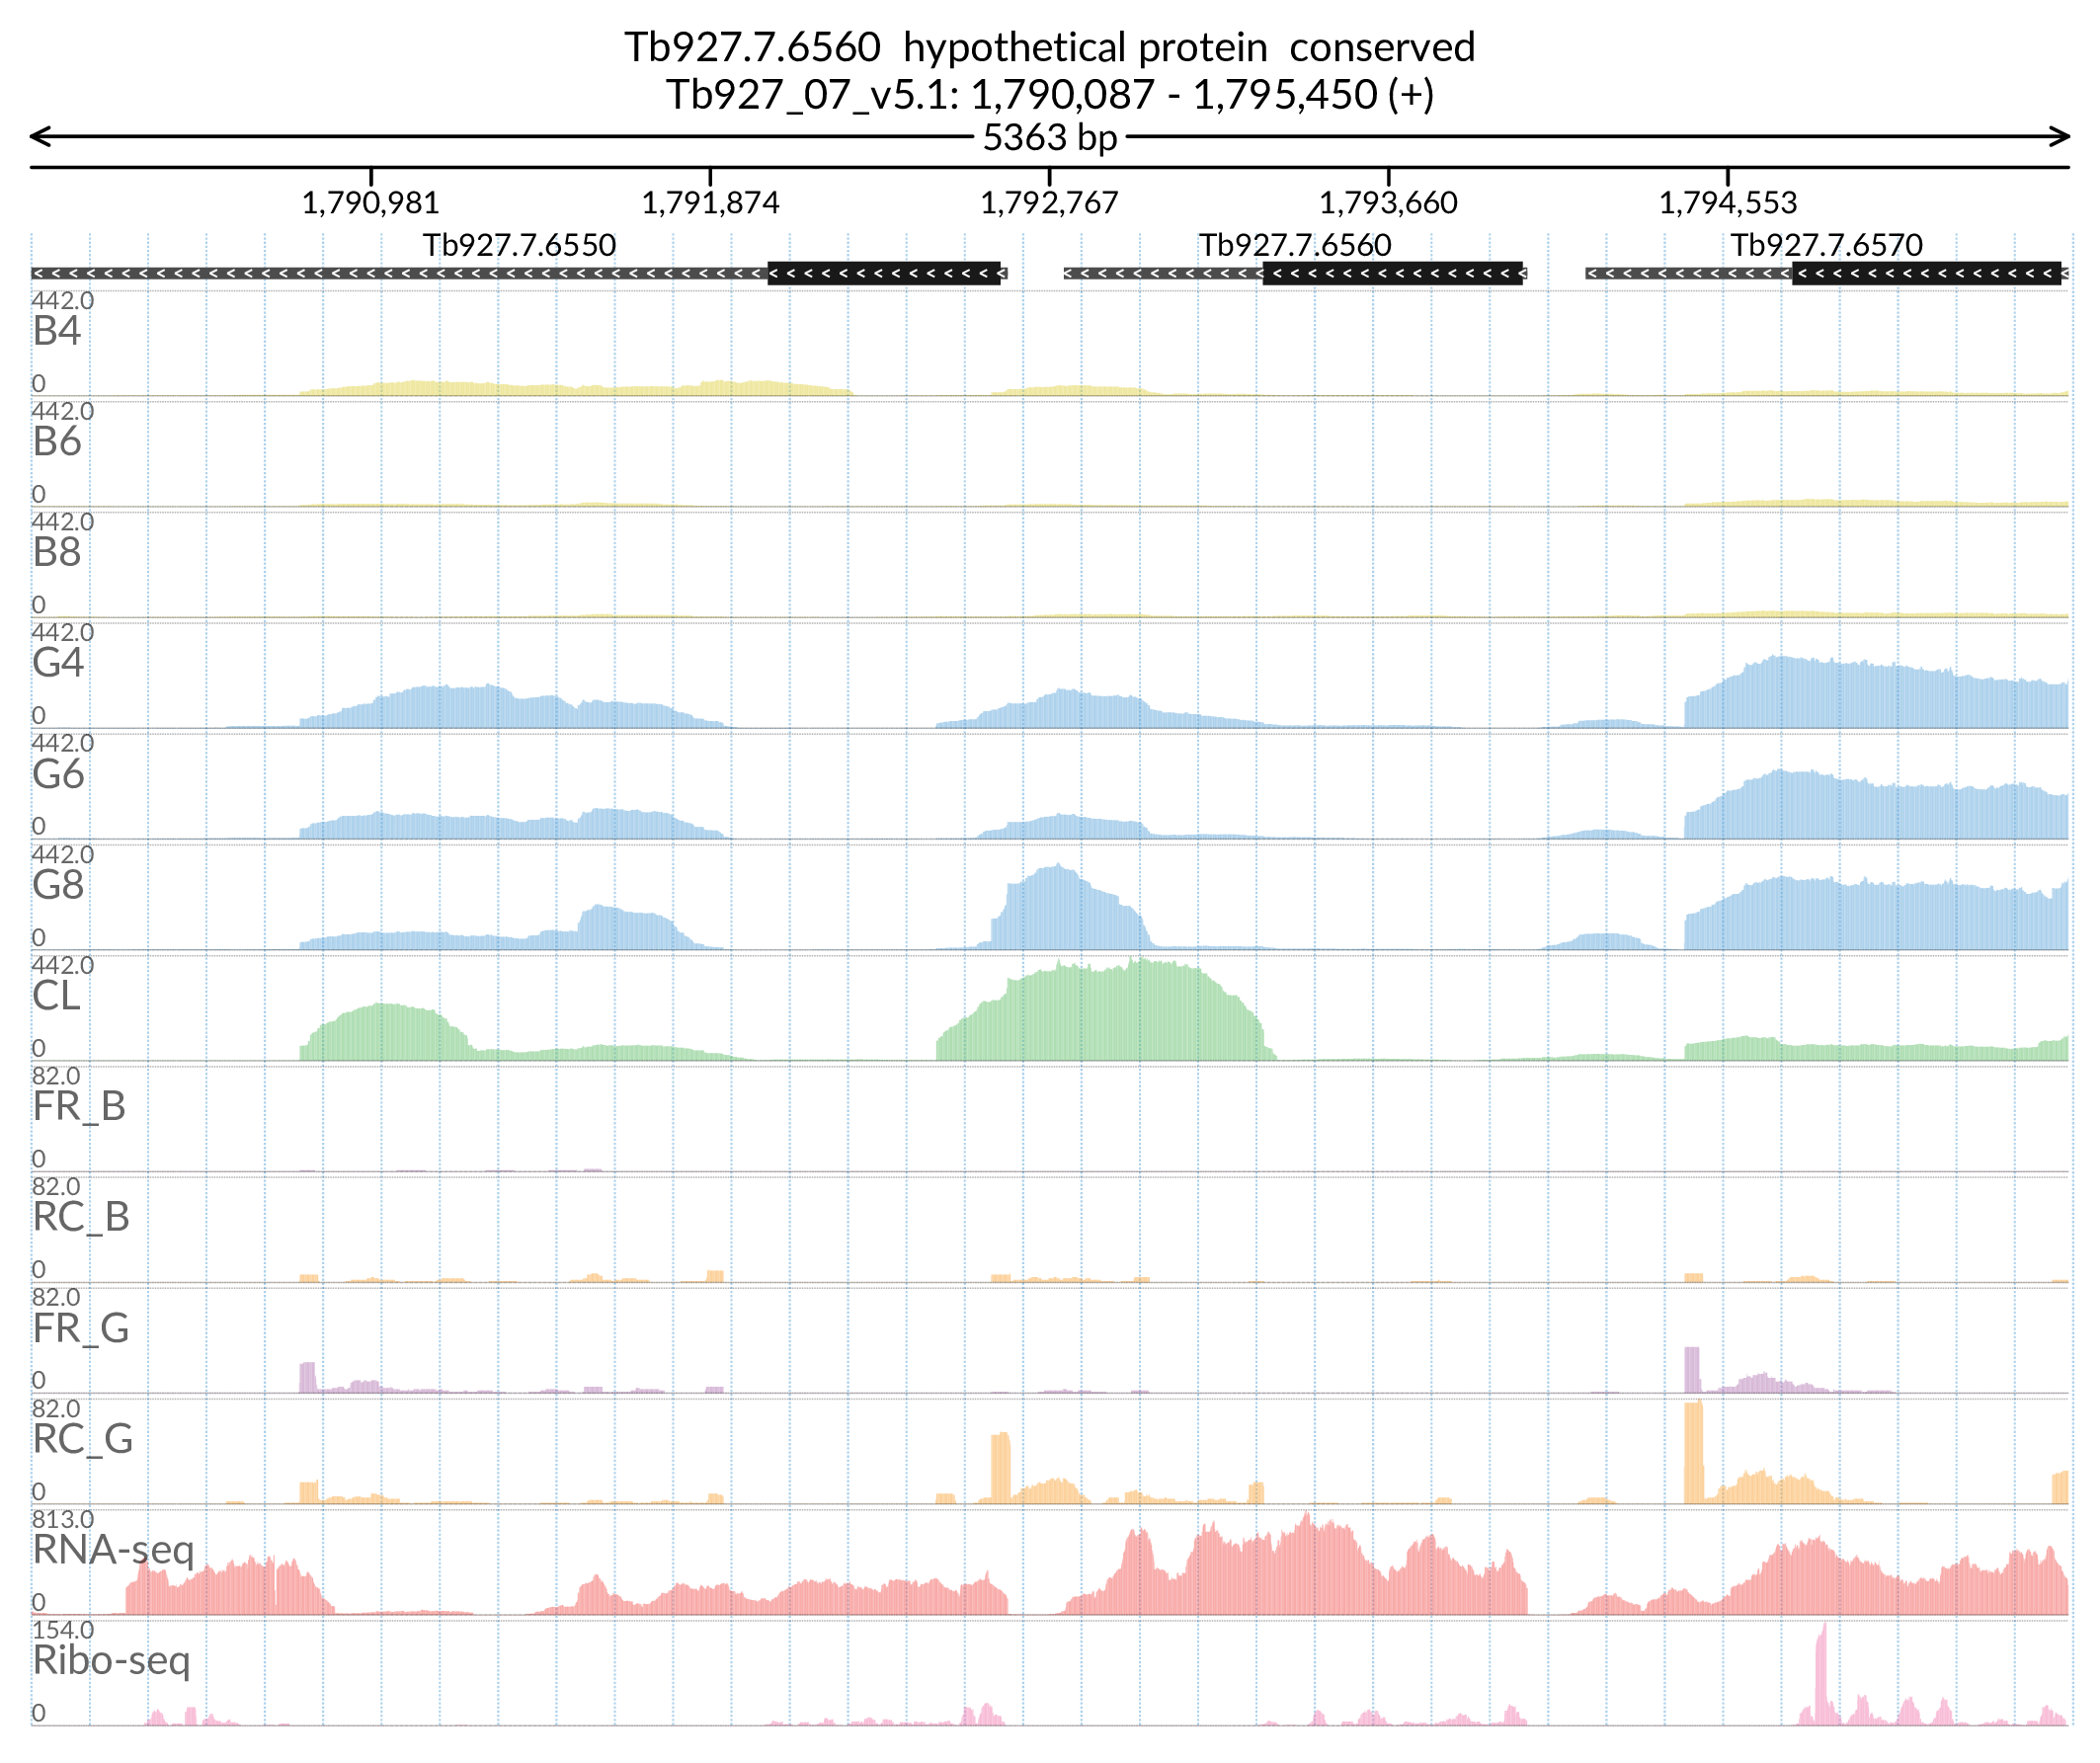 Tb927.7.6560 hypothetical protein conserved
Tb927_07_v5.1: 1,790,087 - 1,795,450 (+)
5363 bp
1,790,981 1,791,874 1,792,767 1,793,660 1,794,553
Tb927.7.6550 Tb927.7.6560 Tb927.7.6570
442.0
B4
0
442.0
B6
0
442.0
B8
0
442.0
G4
0
442.0
G6
0
442.0
G8
0
442.0
CL
0
82.0
FR_B
0
82.0
RC_B
0
82.0
FR_G
0
82.0
RC_G
0
813.0
RNA-seq
0
154.0
Ribo-seq
0